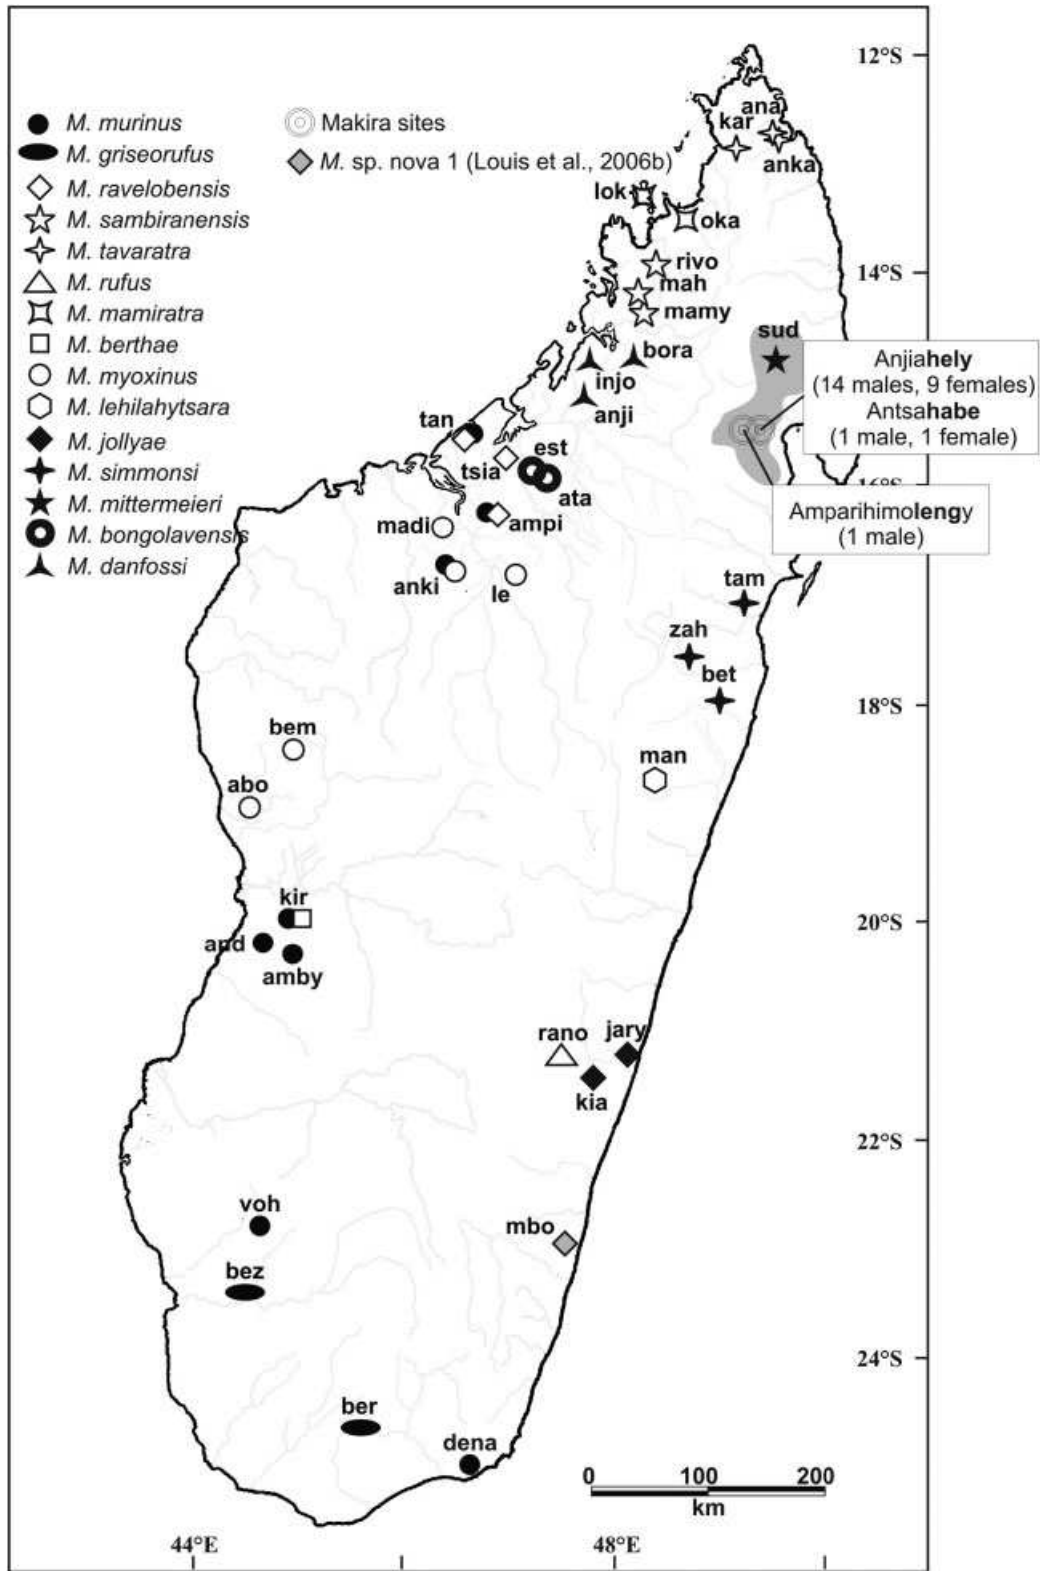 M. murinus
M. griseorufus
M. ravelobensis
M. sambiranensis
M. tavaratra
M. rufus
M. mamiratra
M. berthae
M. myoxinus
M. lehilahytsara
M. jollyae
M. simmonsi
M. mittermeieri
M. bongolavensis
M. danfossi
Makira sites
M. sp. nova 1 (Louis et al., 2006b)
12°S
ana
kar
anka
lok
oka
14°S
rivo
mah
mamy
sud
bora
injo
anji
Anjiahely
(14 males, 9 females)
Antsahabe
(1 male, 1 female)
tan
est
tsia
ata
16°S
madi
ampi
Amparihimolengy
(1 male)
anki
le
tam
zah
bet
18°S
bem
man
abo
kir
20°S
and
amby
rano
jary
kia
22°S
voh
mbo
bez
24°S
ber
dena
0 100 200
km
44°E
48°E